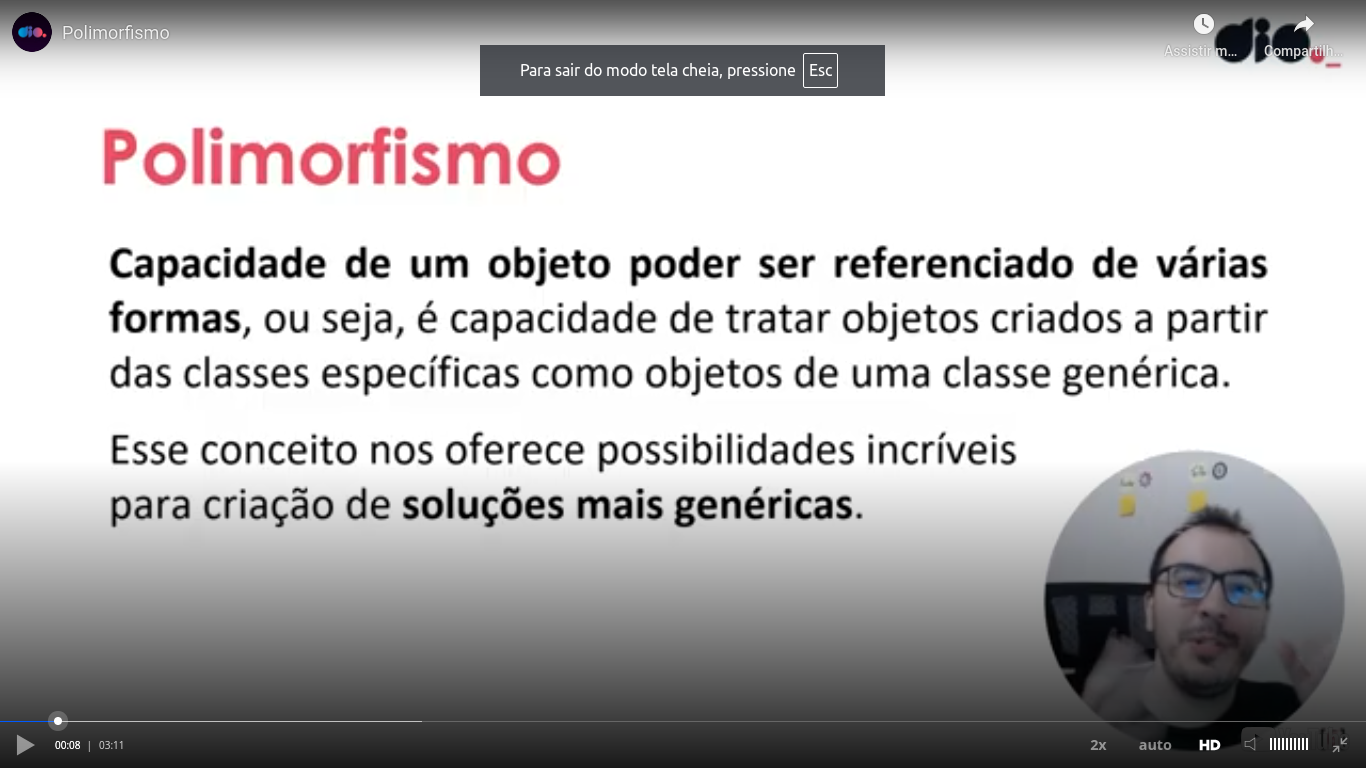 Polimorfismo
Assistir m...
Compartilh...
dio._
Para sair do modo tela cheia, pressione Esc
Polimorfismo
Capacidade de um objeto poder ser referenciado de várias
formas, ou seja, é capacidade de tratar objetos criados a partir
das classes específicas como objetos de uma classe genérica.
Esse conceito nos oferece possibilidades incríveis
para criação de soluções mais genéricas.
00:08 | 03:11
2x
auto
HD